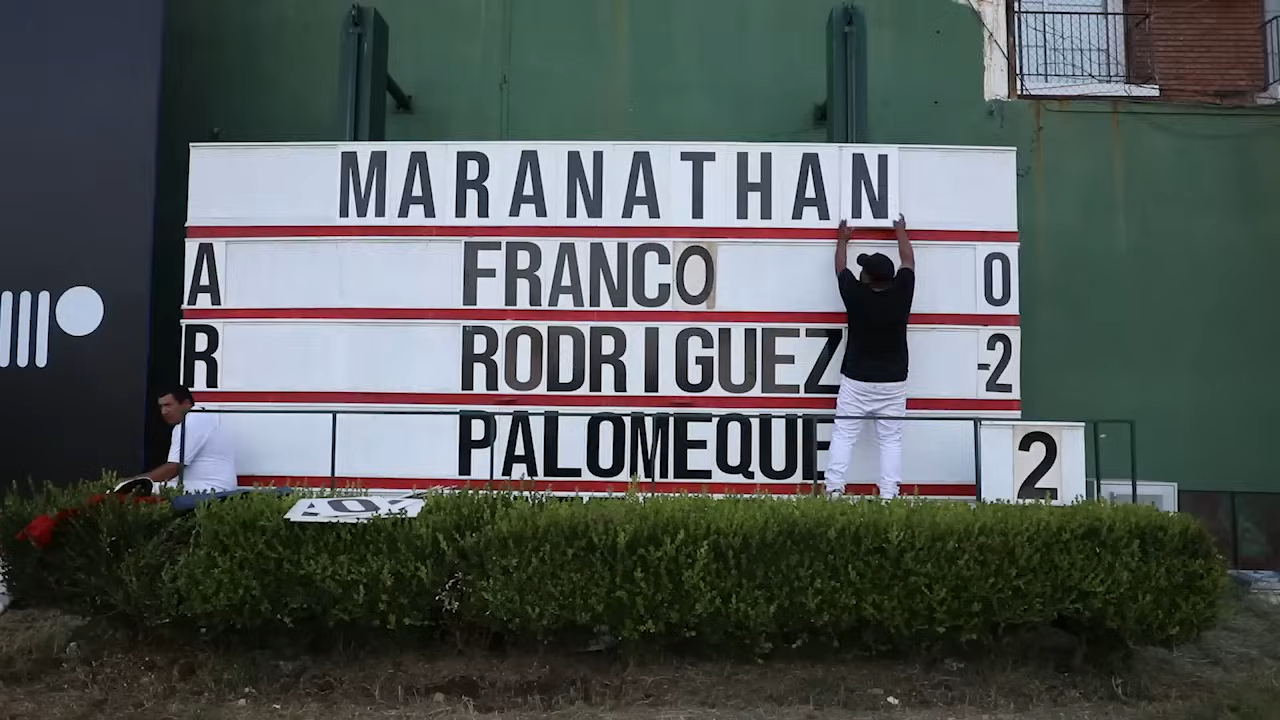 MARANATHAN
A FRANCO 0
R RODRIGUEZ -2
PALOMEQUE
2